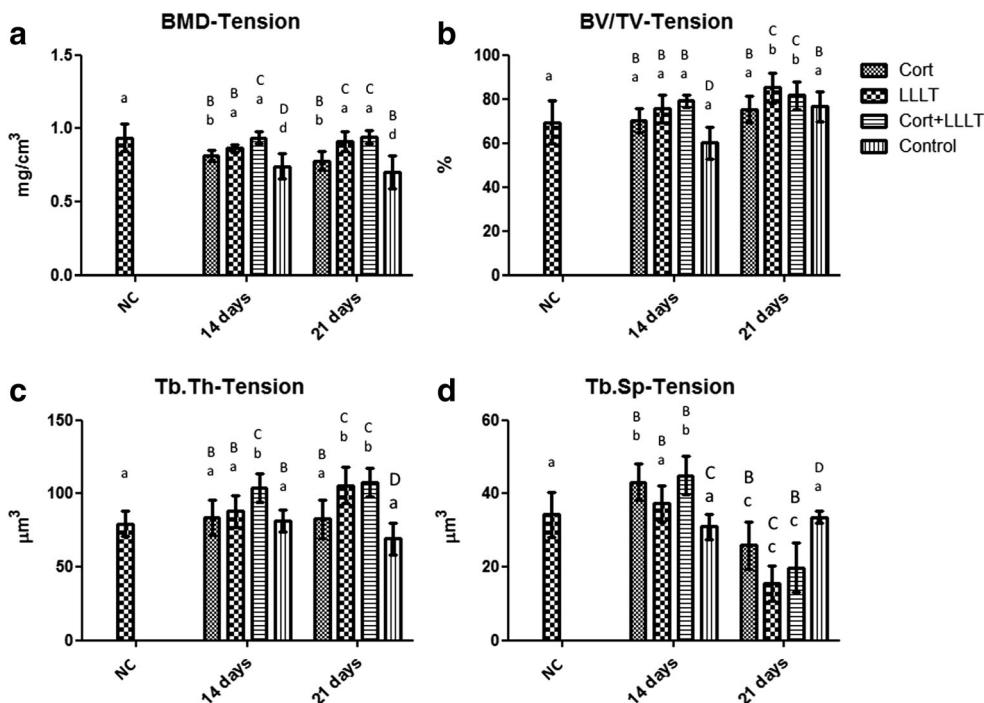 a
BMD-Tension
1.5
1.0
0.5
0.0
mg/cm³
a
B b
B a
C a
D d
B b
C a
C a
B d
NC
14 days
21 days
b
BV/TV-Tension
100
80
60
40
20
0
%
a
B a
B a
B a
D a
B a
C b
C b
B a
NC
14 days
21 days
Cort
LLLT
Cort+LLLT
Control
c
Tb.Th-Tension
150
100
50
0
µm³
a
B a
B a
C b
B a
B a
C b
C b
D a
NC
14 days
21 days
d
Tb.Sp-Tension
60
40
20
0
µm³
a
B b
B a
B b
C a
B c
C c
B c
D a
NC
14 days
21 days